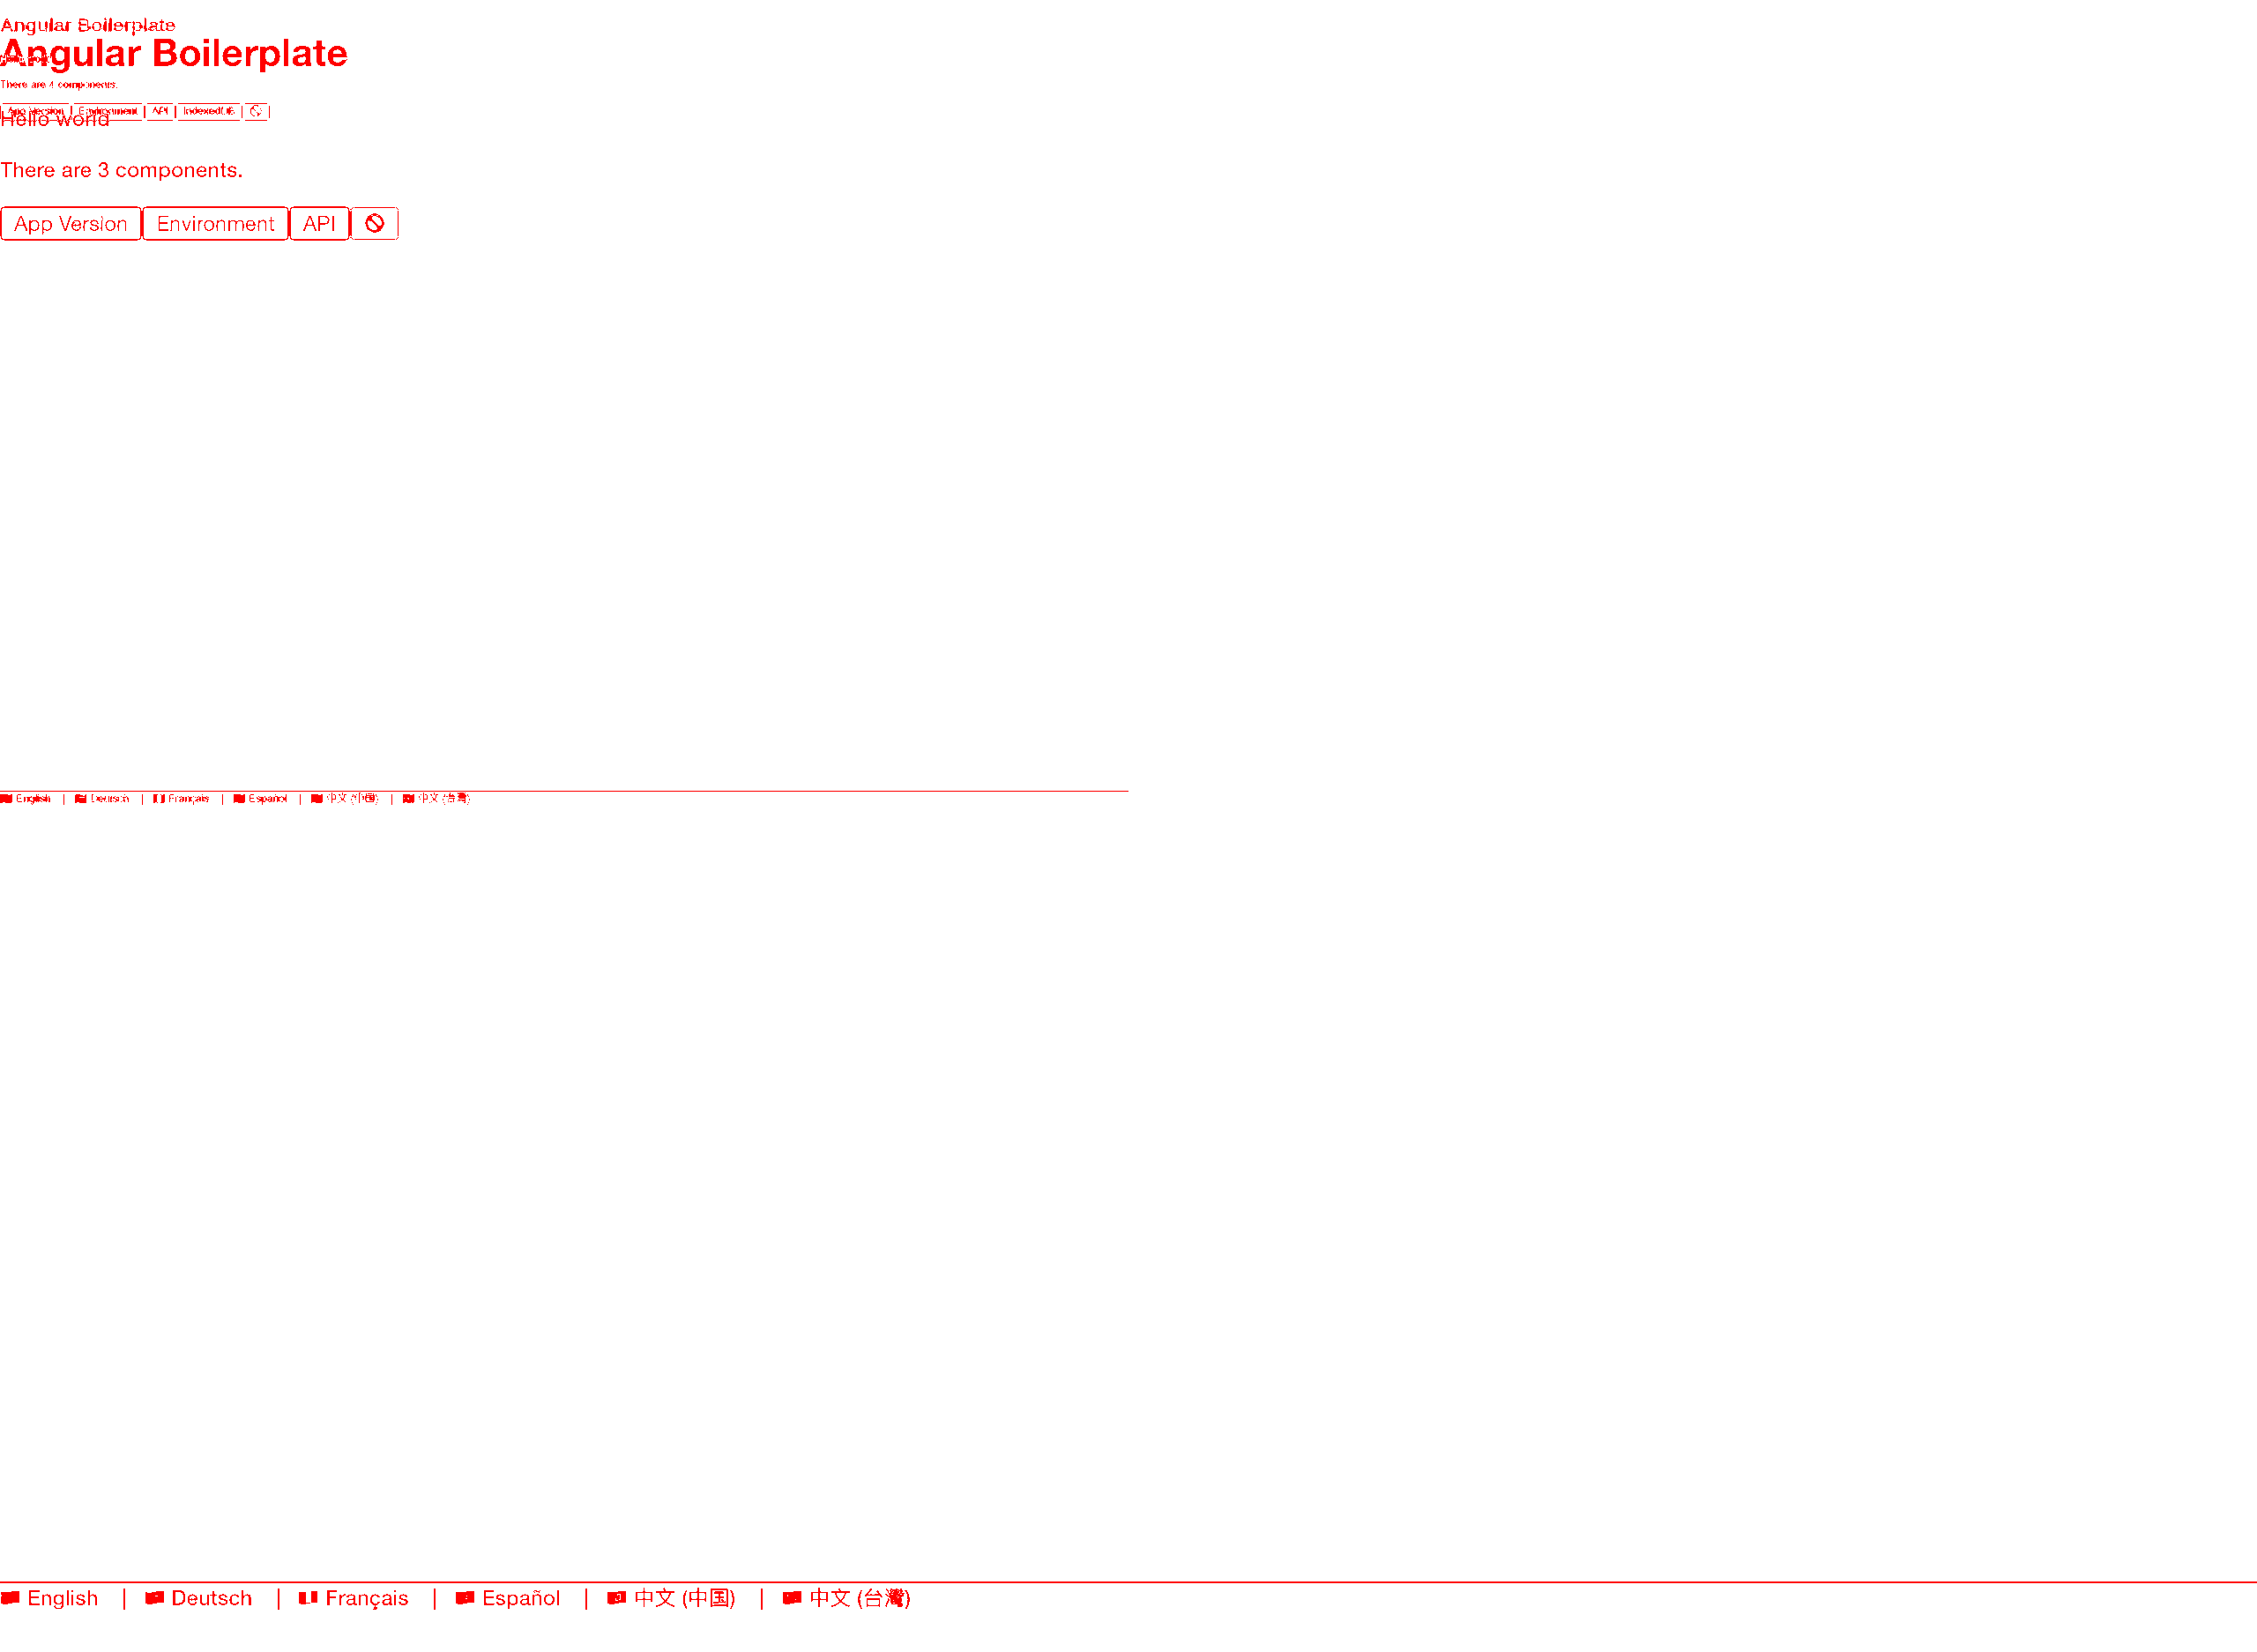 Angular Boilerplate
Angular Boilerplate
There are 4 components.
App Version Environment API IndexedDB
Hello world
There are 3 components.
App Version Environment API
English | Deutsch | Français | Español | 中文 (中国) | 中文 (台灣)
English | Deutsch | Français | Español | 中文 (中国) | 中文 (台灣)